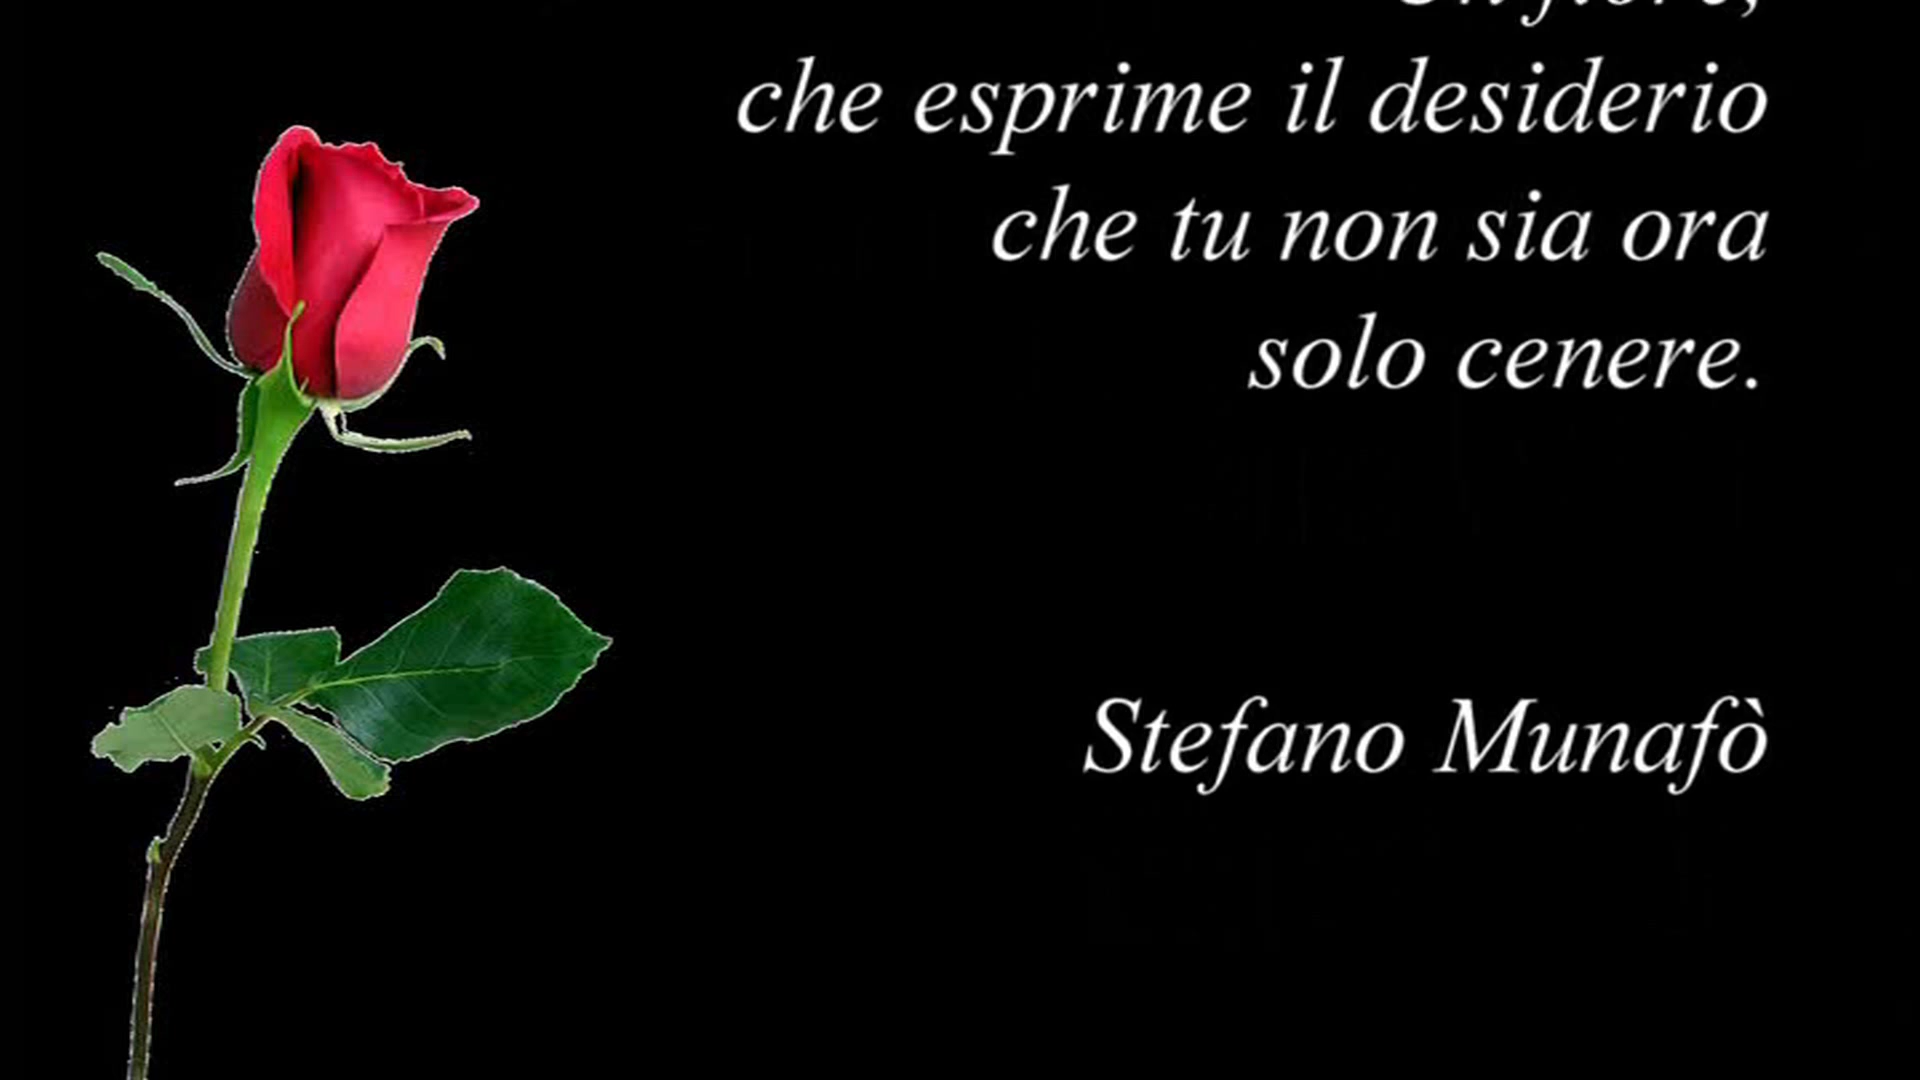 che esprime il desiderio
che tu non sia ora
solo cenere.
Stefano Munafò